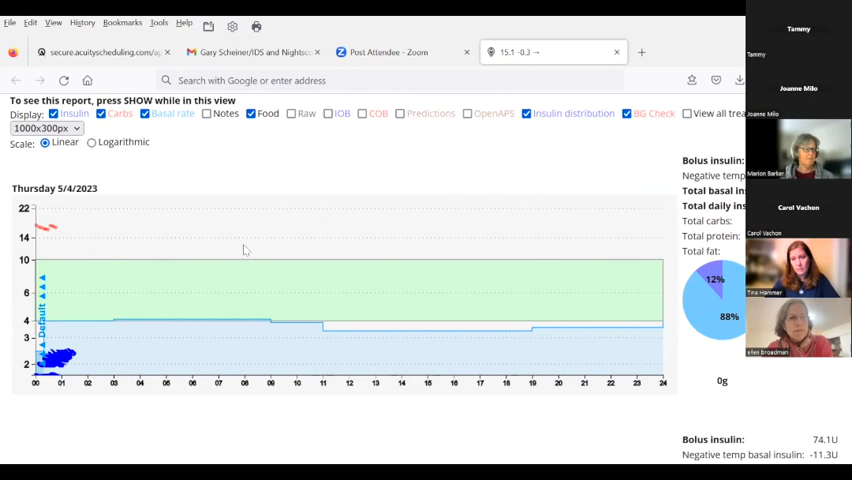 File Edit View History Bookmarks Tools Help
secure.acuityscheduling.com/ap
Gary Scheiner/IDS and Nightsco
Post Attendee - Zoom
15.1 -0.3 →
Search with Google or enter address
To see this report, press SHOW while in this view
Display: Insulin Carbs Basal rate Notes Food Raw IOB COB Predictions OpenAPS Insulin distribution BG Check View all trea
1000x300px
Scale: Linear Logarithmic
Thursday 5/4/2023
22
14
10
6
4
3
2
Default
00 01 02 03 04 05 06 07 08 09 10 11 12 13 14 15 16 17 18 19 20 21 22 23 24
Bolus insulin:
Negative temp
Total basal in
Total daily ins
Total carbs:
Total protein:
Total fat:
12%
88%
0g
Bolus insulin: 74.1U
Negative temp basal insulin: -11.3U
Tammy
Tammy
Joanne Milo
Joanne Milo
Marion Barker
Carol Vachon
Carol Vachon
Tina Hammer
ellen broadman